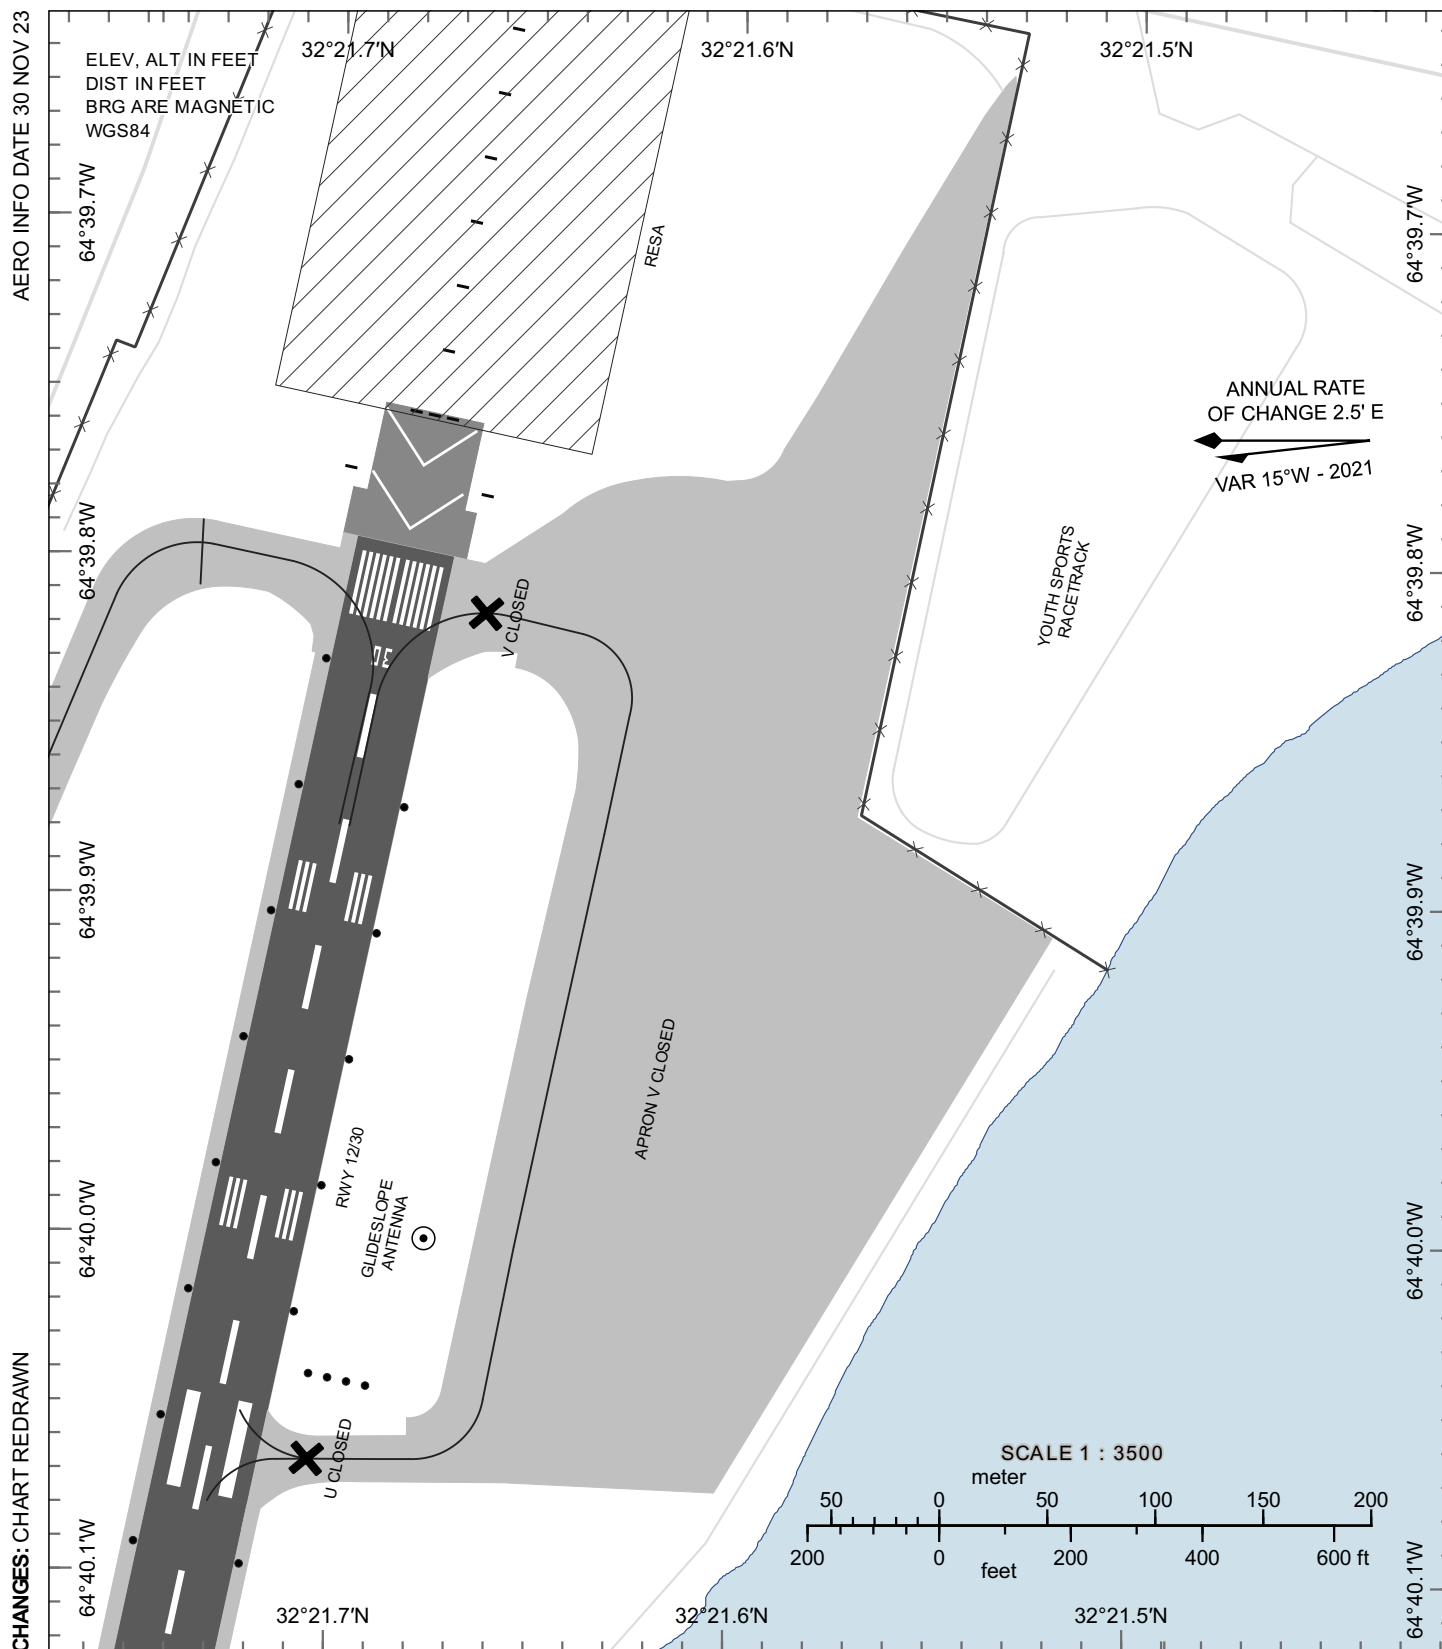 AERO INFO DATE 30 NOV 23
ELEV, ALT IN FEET
DIST IN FEET
BRG ARE MAGNETIC
WGS84
32°21.7'N
32°21.6'N
32°21.5'N
64°39.7'W
64°39.7'W
RESA
ANNUAL RATE
OF CHANGE 2.5' E
VAR 15°W - 2021
64°39.8'W
64°39.8'W
YOUTH SPORTS
RACETRACK
V CLOSED
30
64°39.9'W
64°39.9'W
APRON V CLOSED
RWY 12/30
GLIDESLOPE
ANTENNA
64°40.0'W
64°40.0'W
U CLOSED
SCALE 1 : 3500
meter
50 0 50 100 150 200
200 0 200 400 600 ft
feet
64°40.1'W
64°40.1'W
32°21.7'N
32°21.6'N
32°21.5'N
CHANGES: CHART REDRAWN